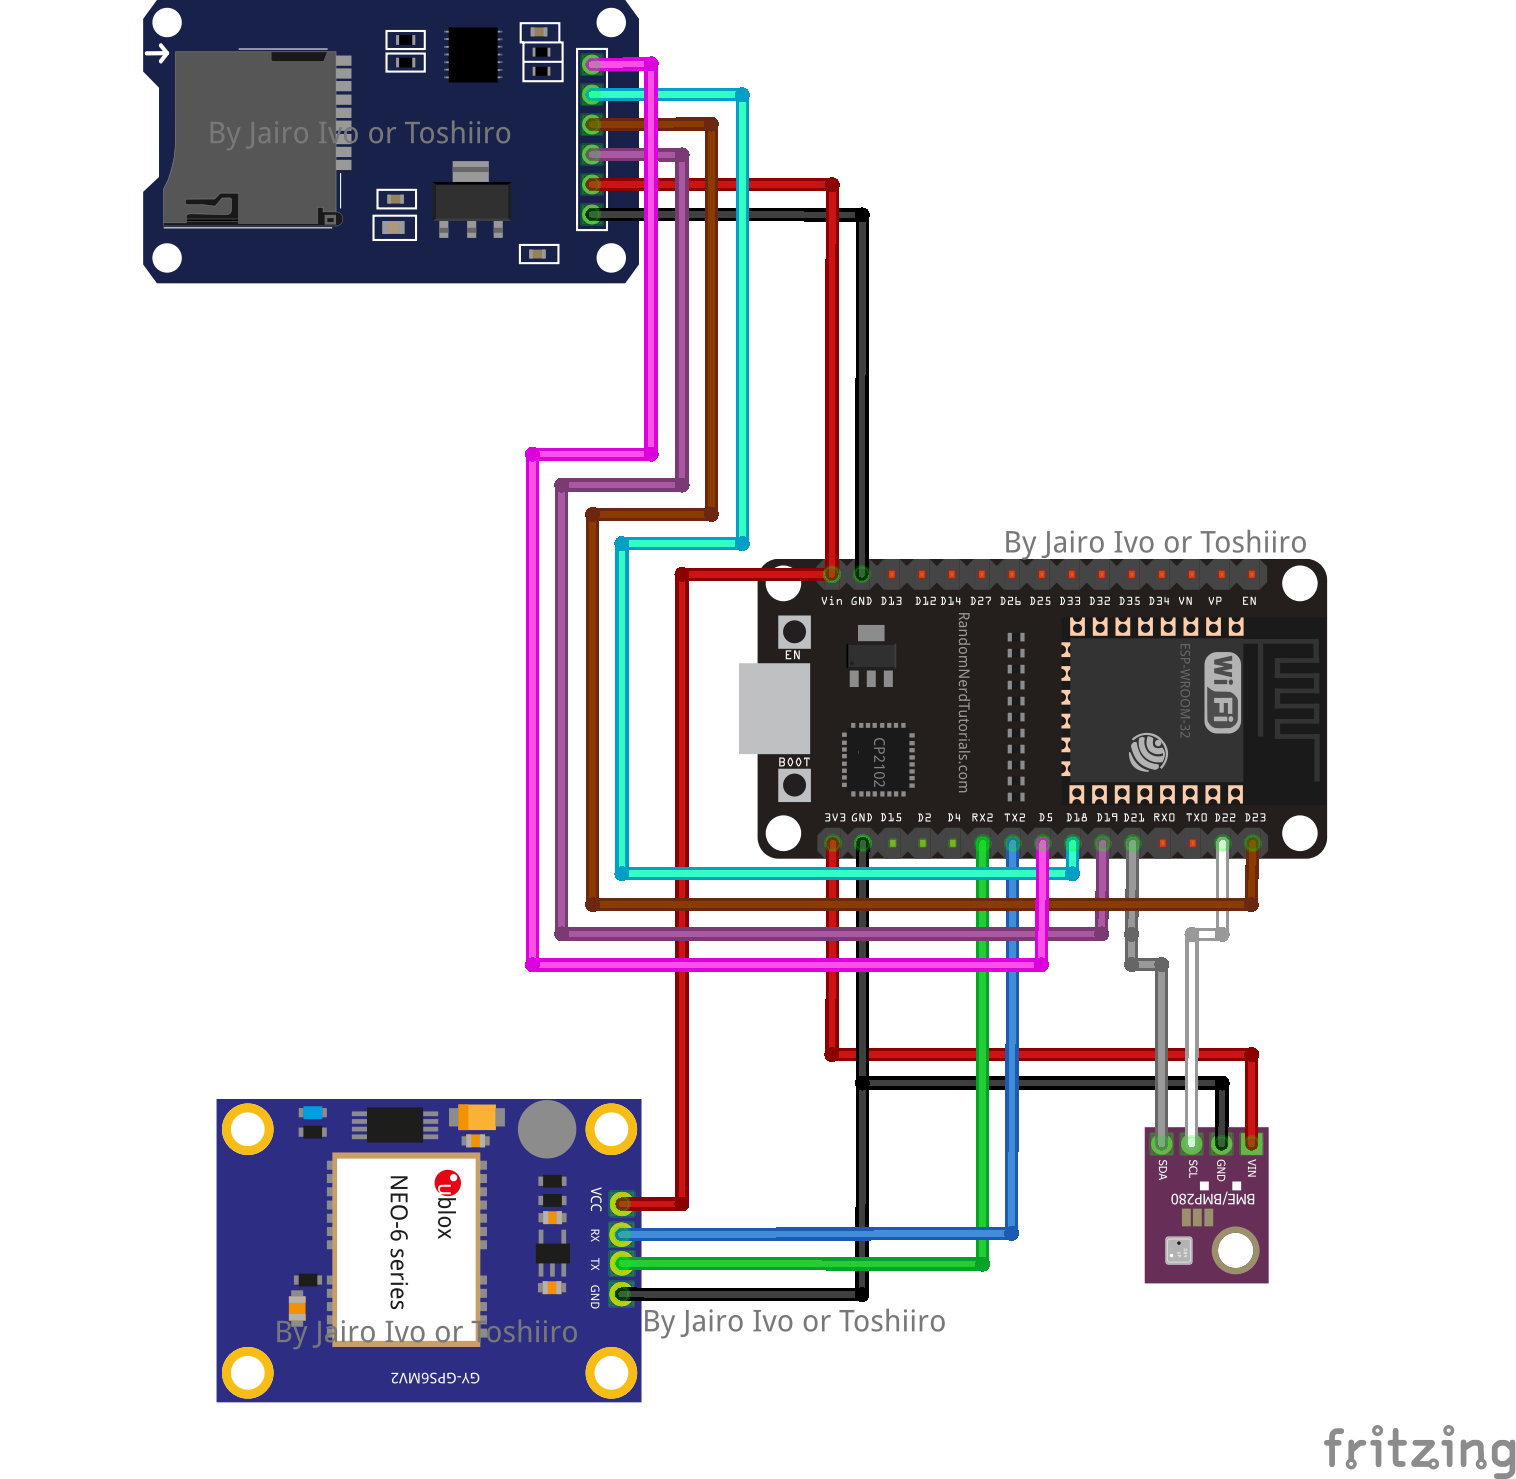 By Jairo Ivo or Toshiiro
By Jairo Ivo or Toshiiro
Vin GND D13 D12 D14 D27 D26 D25 D33 D32 D35 D34 VN VP EN
EN
RandomNerdTutorials.com
ESP-WROOM-32
Wi Fi
CP2102
BOOT
3V3 GND D15 D2 D4 RX2 TX2 D5 D18 D19 D21 RX0 TX0 D22 D23
SDA SCL GND VIN
BME/BMP280
ublox
NEO-6 series
VCC
RX
TX
GND
By Jairo Ivo or Toshiiro
By Jairo Ivo or Toshiiro
GY-GPS6MV2
fritzing